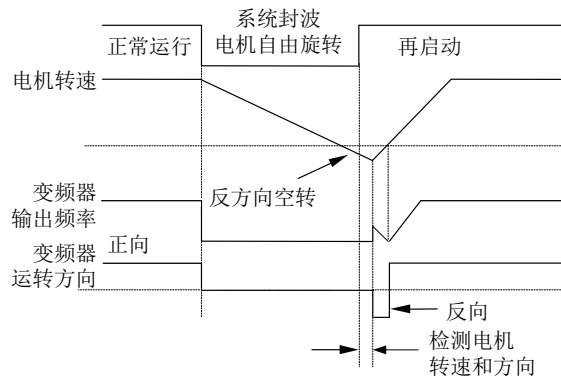 系统封波
正常运行
电机自由旋转
再启动
电机转速
反方向空转
变频器
输出频率
变频器
运转方向
正向
反向
检测电机
转速和方向